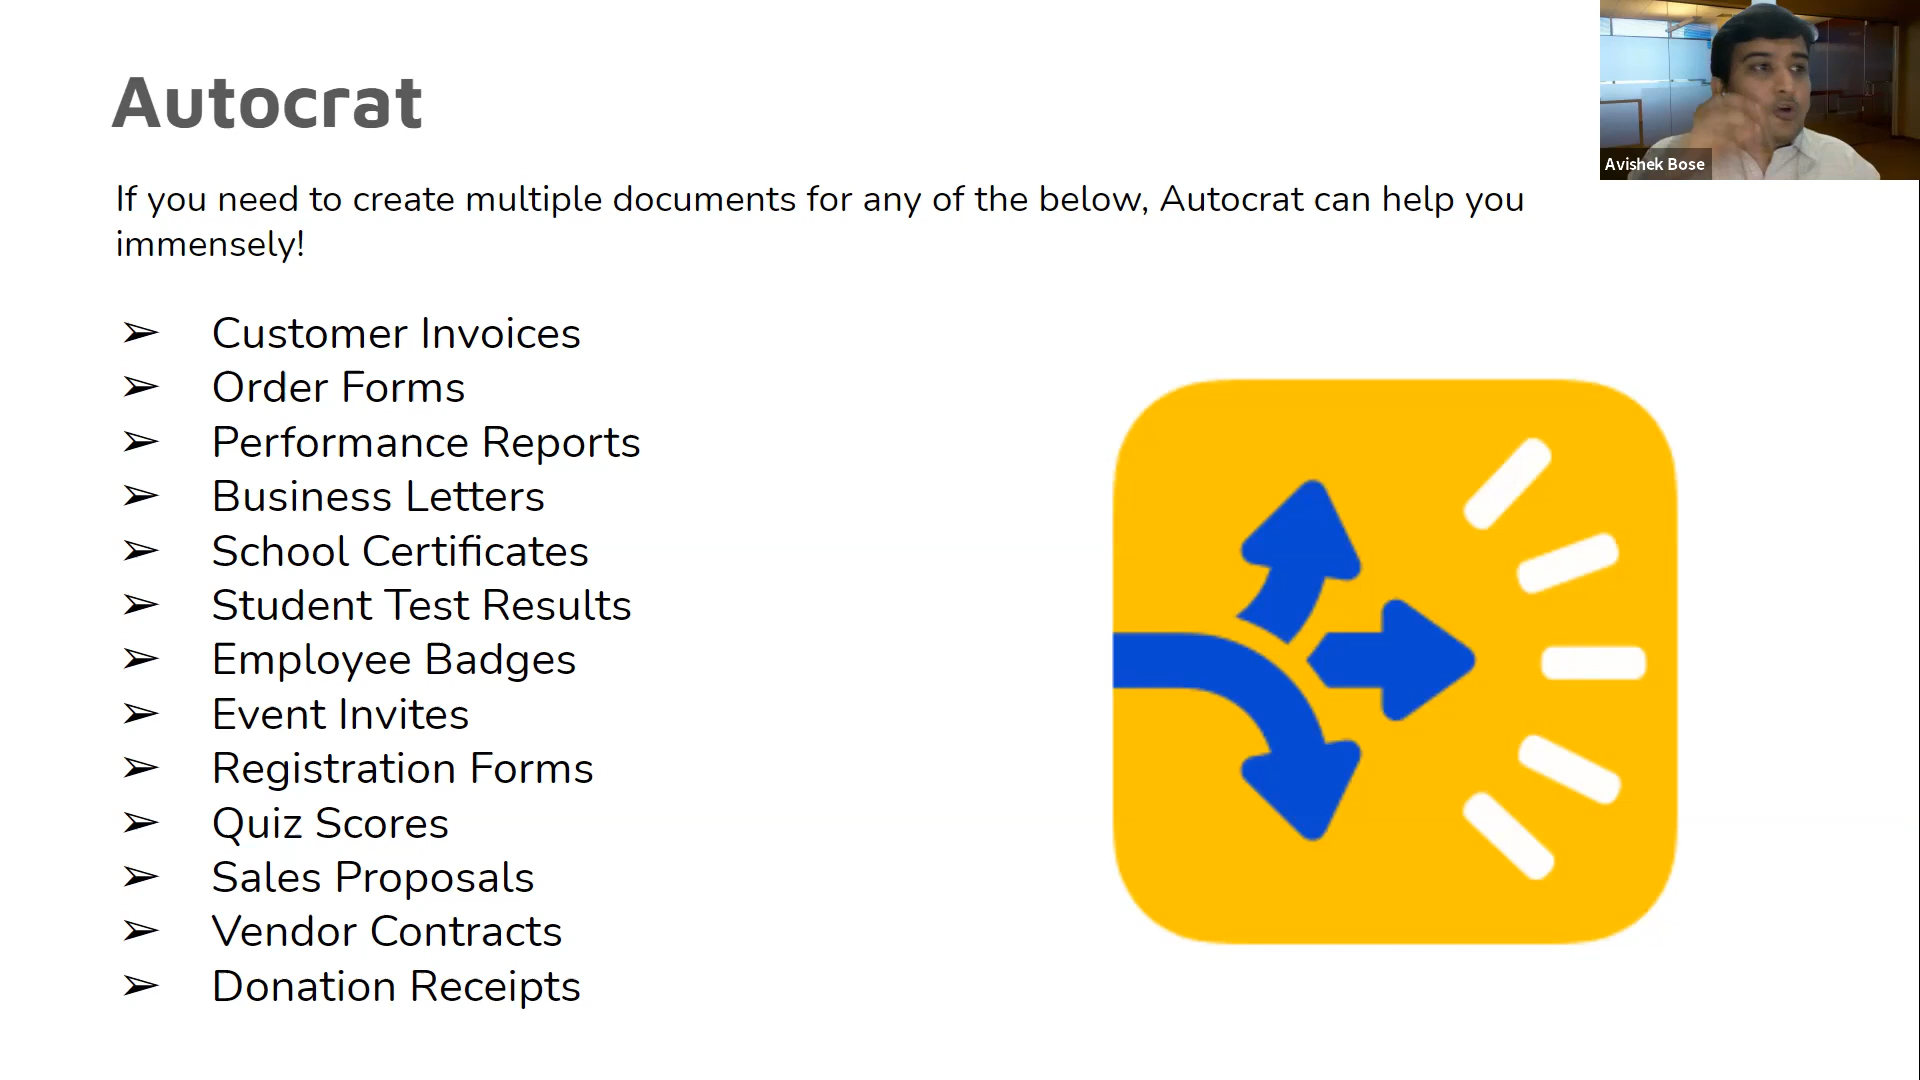 Autocrat
If you need to create multiple documents for any of the below, Autocrat can help you
immensely!
➢ Customer Invoices
➢ Order Forms
➢ Performance Reports
➢ Business Letters
➢ School Certificates
➢ Student Test Results
➢ Employee Badges
➢ Event Invites
➢ Registration Forms
➢ Quiz Scores
➢ Sales Proposals
➢ Vendor Contracts
➢ Donation Receipts
Avishek Bose